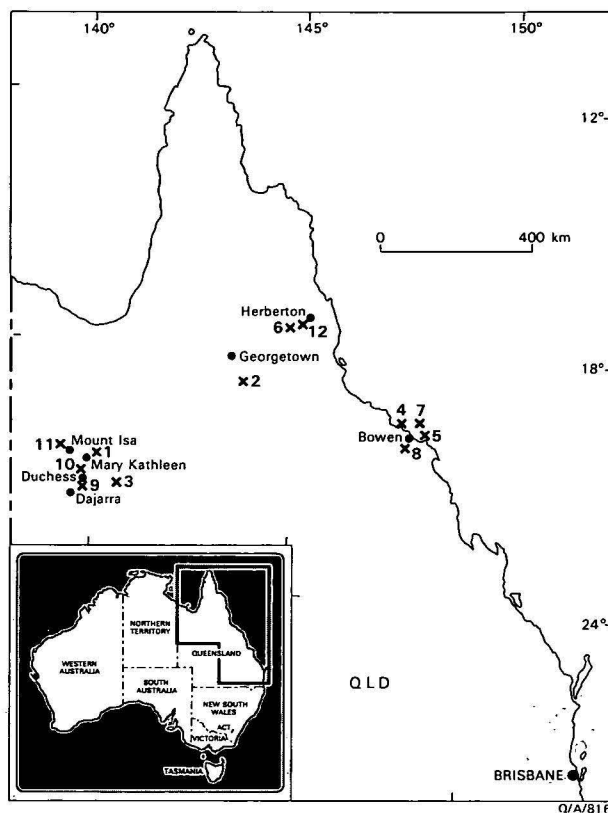 140°
145°
150°
12°
0
400 km
Herberton
6
12
Georgetown
2
18°
4
7
Bowen
5
8
11
Mount Isa
1
10
Mary Kathleen
Duchess
9
3
Dajarra
24°
NORTHERN
TERRITORY
QUEENSLAND
WESTERN
AUSTRALIA
SOUTH
AUSTRALIA
NEW SOUTH
WALES
ACT
VICTORIA
TASMANIA
QLD
BRISBANE
Q/A/816